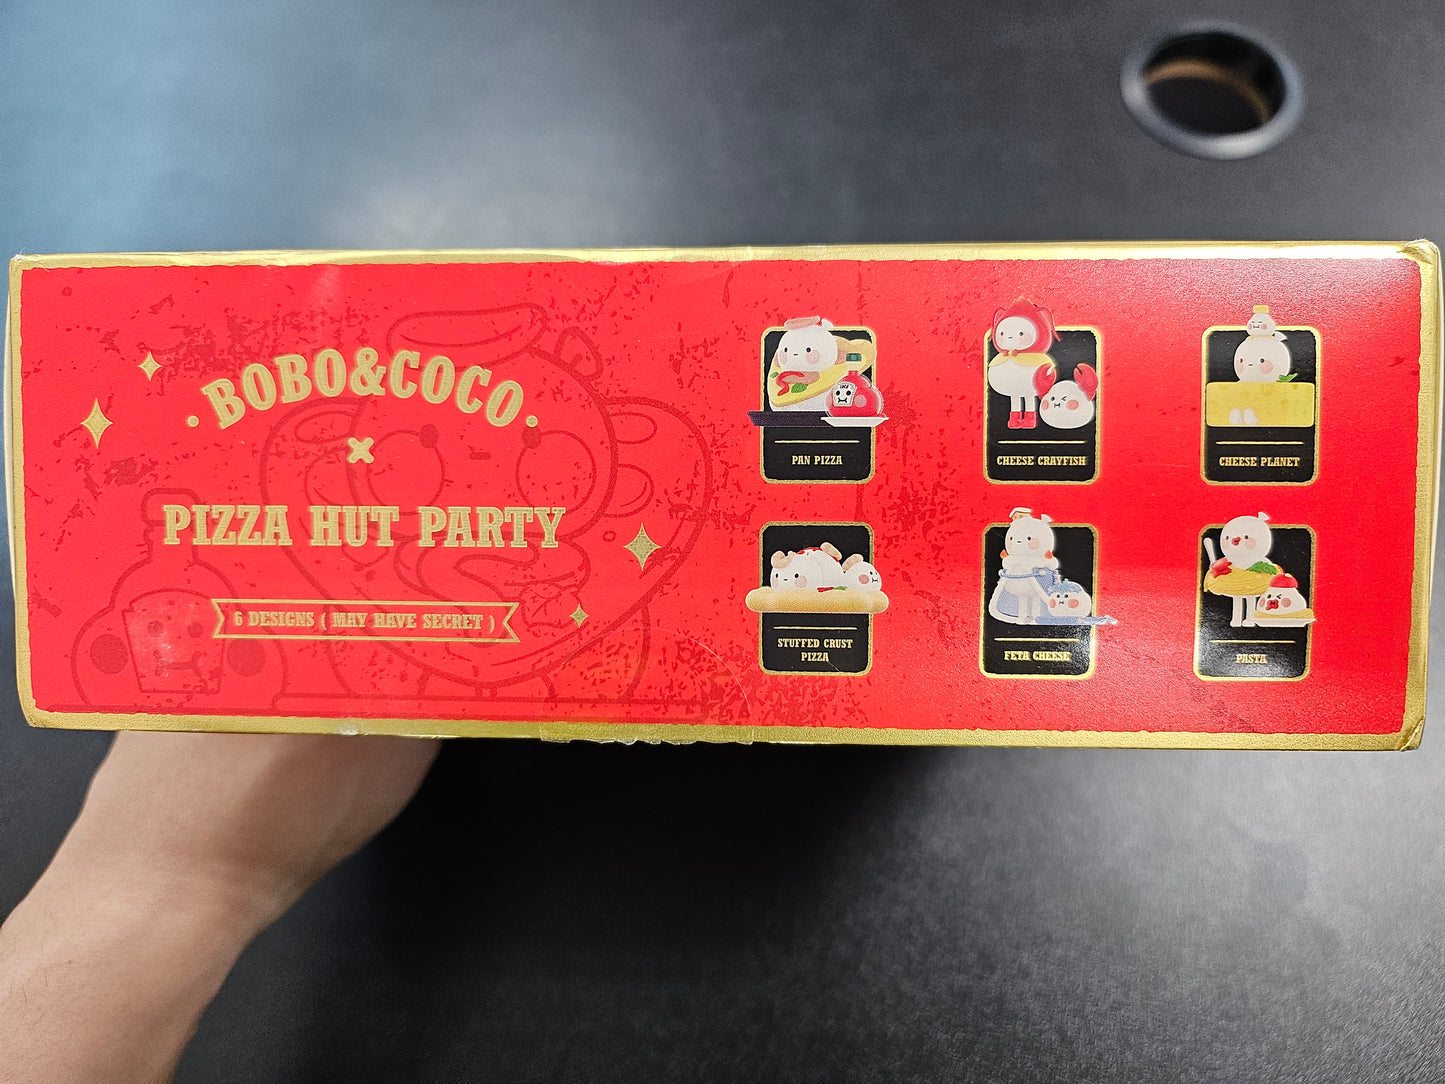 BOBO&COCO
X
PIZZA HUT PARTY
6 DESIGNS ( MAY HAVE SECRET )
PAN PIZZA
CHEESE CRAYFISH
CHEESE PLANET
STUFFED CRUST
PIZZA
FETA CHEESE
PASTA
COCO